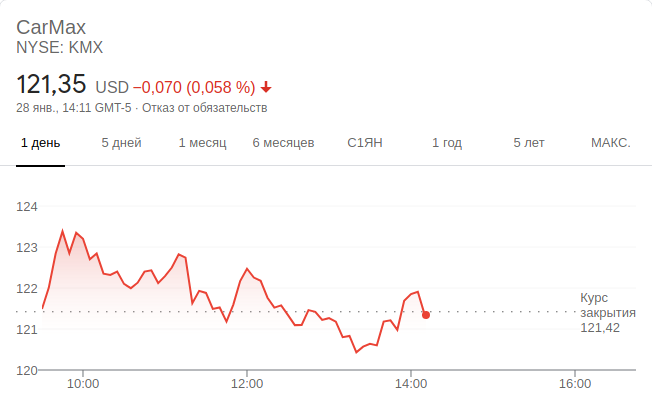 CarMax
NYSE: KMX
121,35 USD −0,070 (0,058 %)
28 янв., 14:11 GMT-5 · Отказ от обязательств
1 день 5 дней 1 месяц 6 месяцев С1ЯН 1 год 5 лет МАКС.
124
123
122
121
120
Курс
закрытия
121,42
10:00 12:00 14:00 16:00